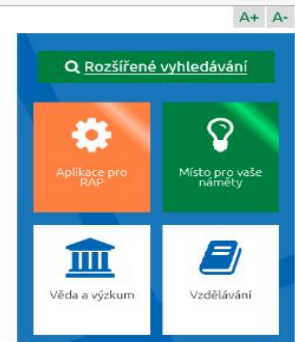 A+ A-
Rozšířené vyhledávání
Aplikace pro
RAP
Místo pro vaše
náměty
Věda a výzkum
Vzdělávání